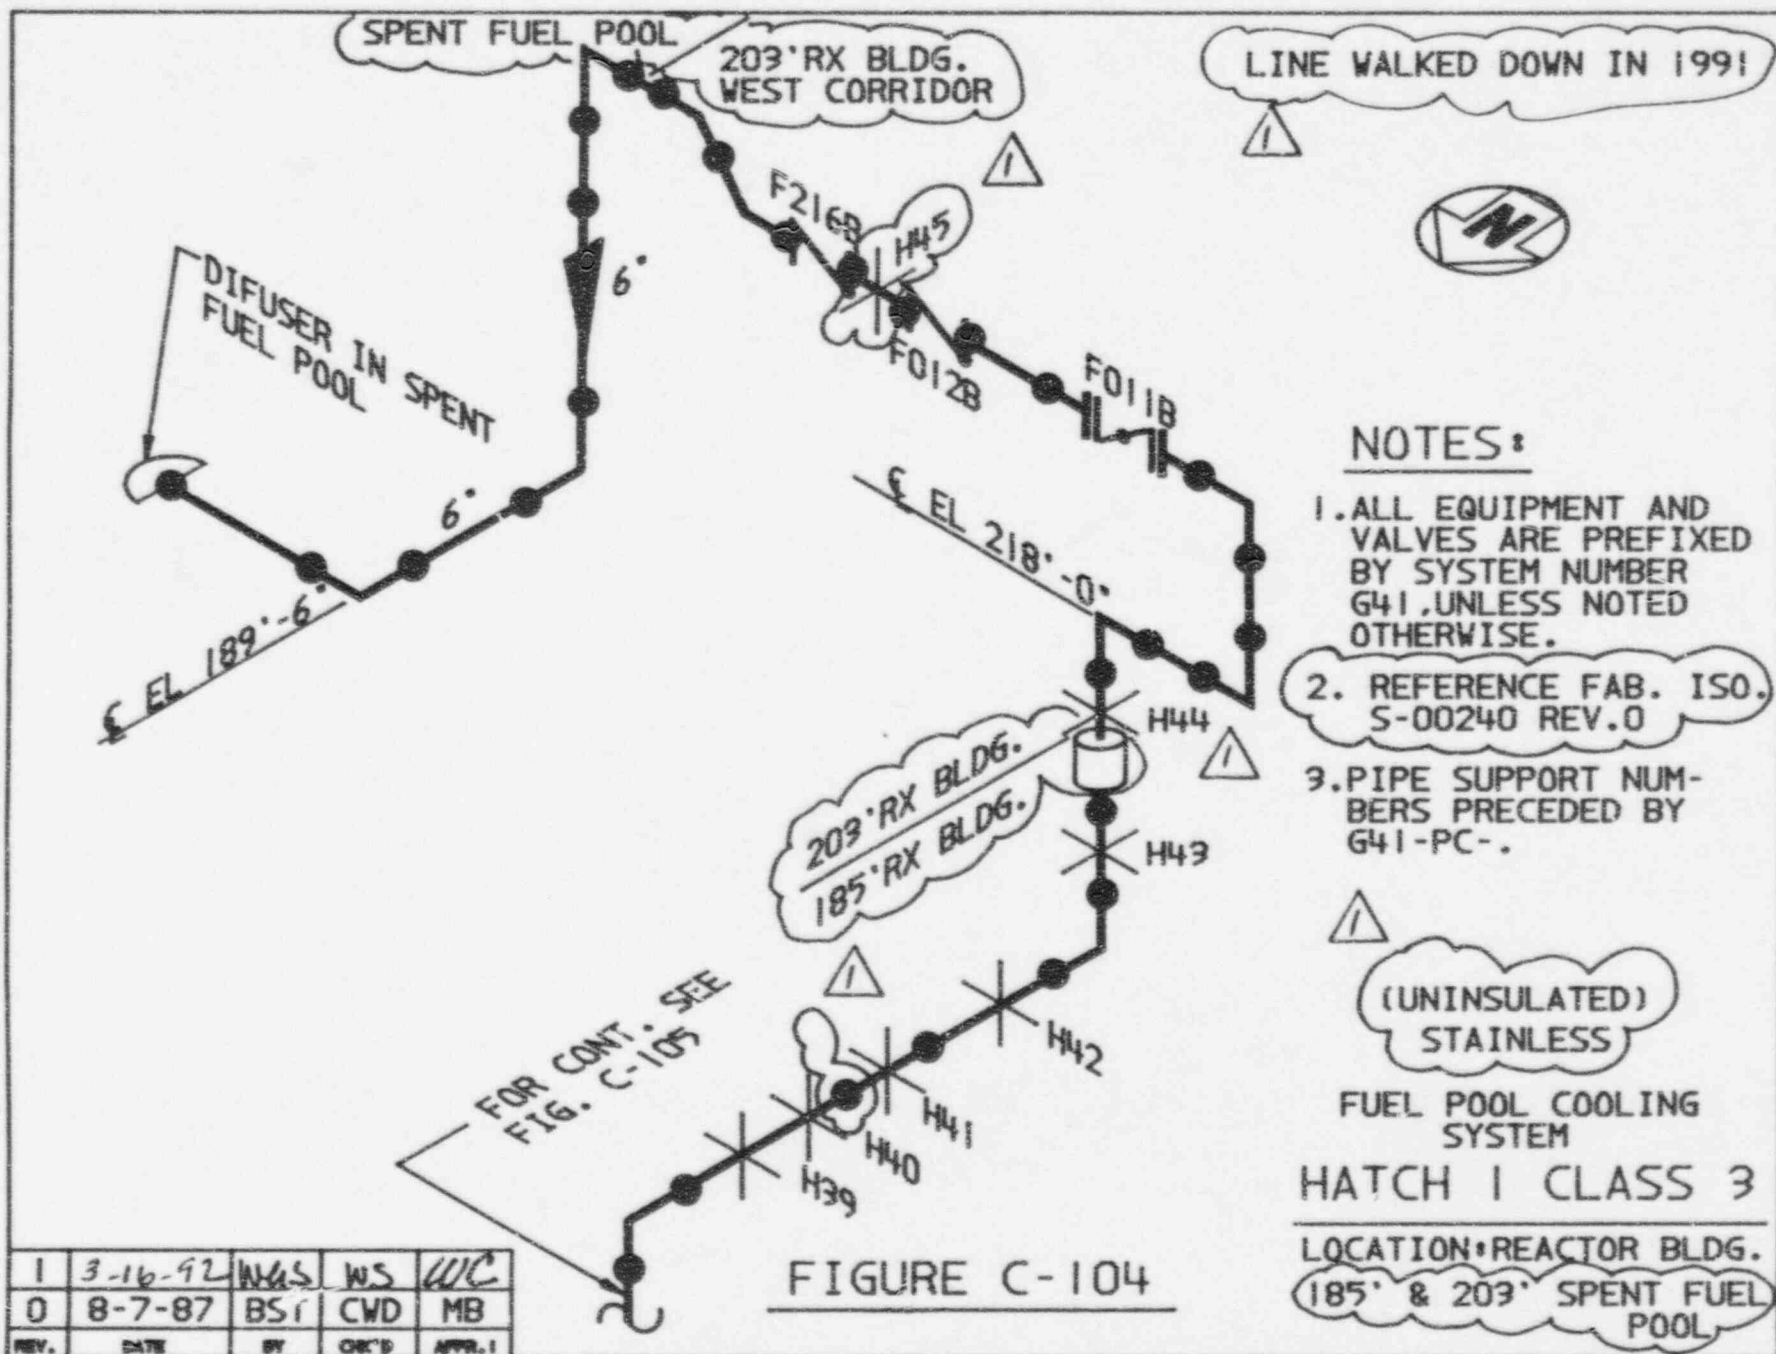 SPENT FUEL POOL
203'RX BLDG.
WEST CORRIDOR
LINE WALKED DOWN IN 1991
1
1
N
F216B
H45
6"
DIFUSER IN SPENT
FUEL POOL
F012B
F011B
6"
℄ EL 218'-0"
℄ EL 189'-6"
NOTES:
1.ALL EQUIPMENT AND
VALVES ARE PREFIXED
BY SYSTEM NUMBER
G41.UNLESS NOTED
OTHERWISE.
2. REFERENCE FAB. ISO.
S-00240 REV.0
3.PIPE SUPPORT NUM-
BERS PRECEDED BY
G41-PC-.
H44
1
203'RX BLDG.
185'RX BLDG.
H43
1
1
H42
H41
H40
H39
FOR CONT. SEE
FIG. C-105
(UNINSULATED)
STAINLESS
FUEL POOL COOLING
SYSTEM
HATCH 1 CLASS 3
LOCATION:REACTOR BLDG.
185' & 203' SPENT FUEL
POOL
FIGURE C-104
1 3-16-92 WGS WS WC
0 8-7-87 CWD MB
REV. DATE BY CHK'D